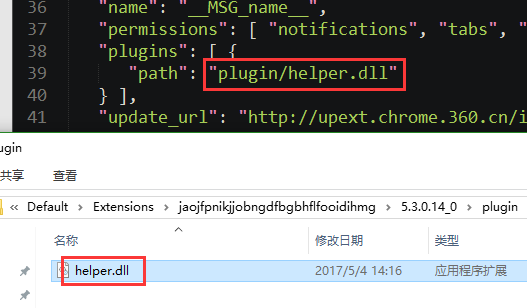 36 "name": "__MSG_name__",
37 "permissions": [ "notifications", "tabs", "
38 "plugins": [ {
39 "path": "plugin/helper.dll"
40 } ],
41 "update_url": "http://upext.chrome.360.cn/i
ugin
共享 查看
Default > Extensions > jaojfpnikjjobngdfbgbhflfooidihmg > 5.3.0.14_0 > plugin
名称 修改日期 类型
helper.dll 2017/5/4 14:16 应用程序扩展